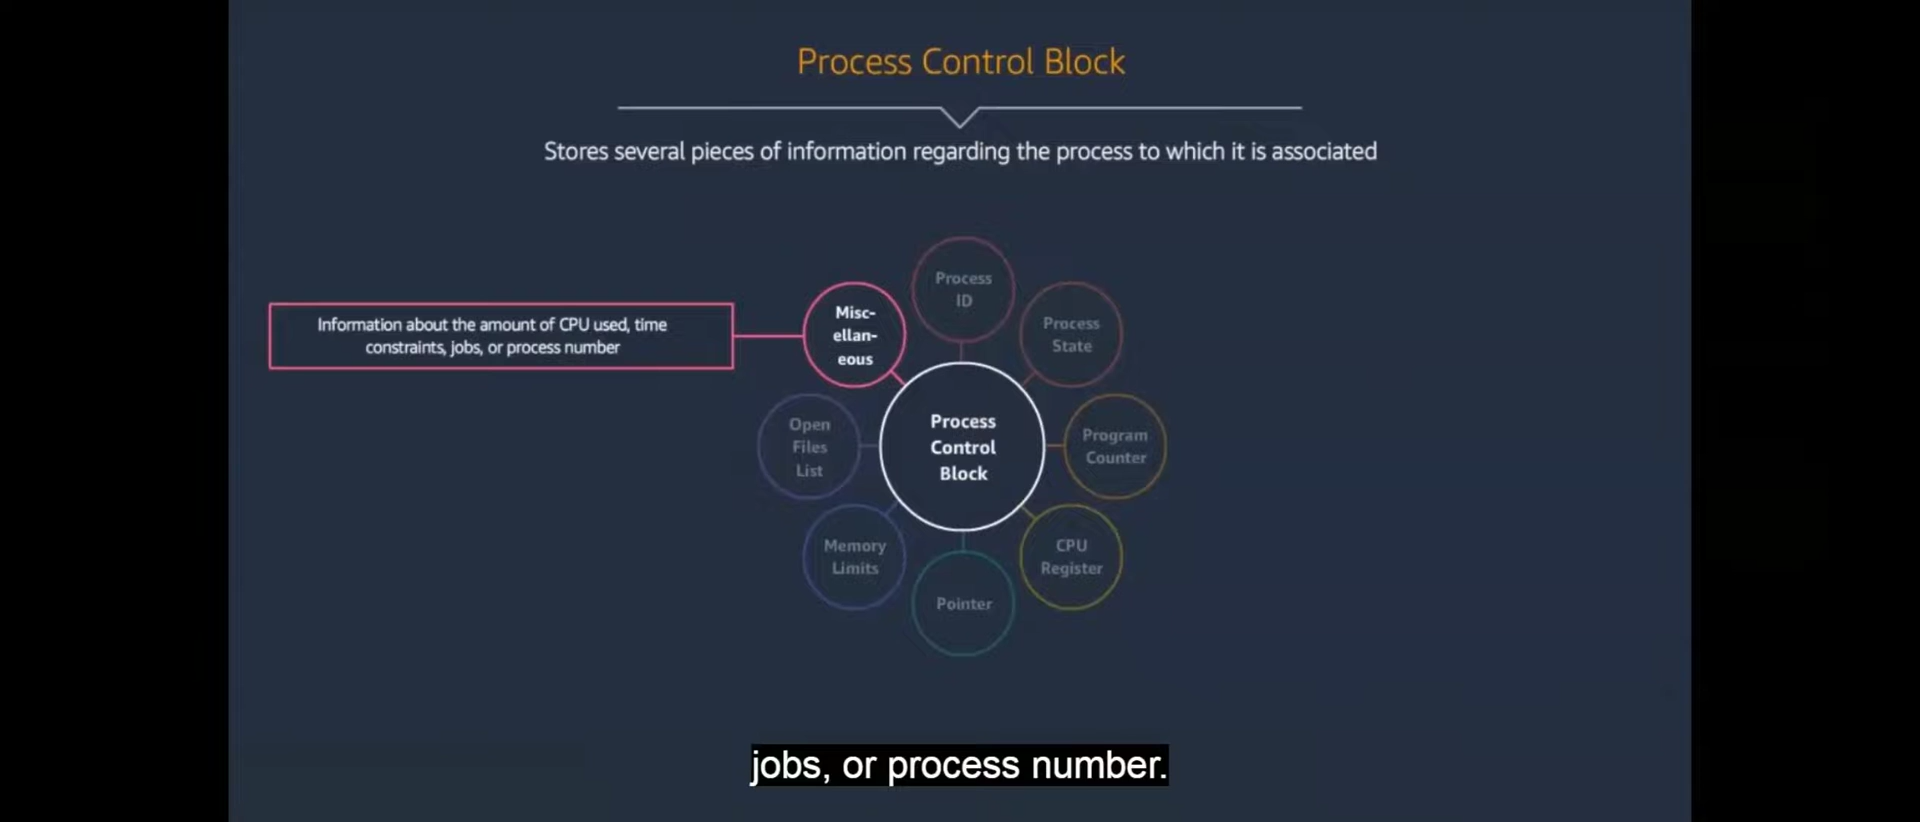 Process Control Block
Stores several pieces of information regarding the process to which it is associated
Information about the amount of CPU used, time
constraints, jobs, or process number
Misc-
ellan-
eous
Process
ID
Process
State
Program
Counter
CPU
Register
Pointer
Memory
Limits
Open
Files
List
Process
Control
Block
jobs, or process number.